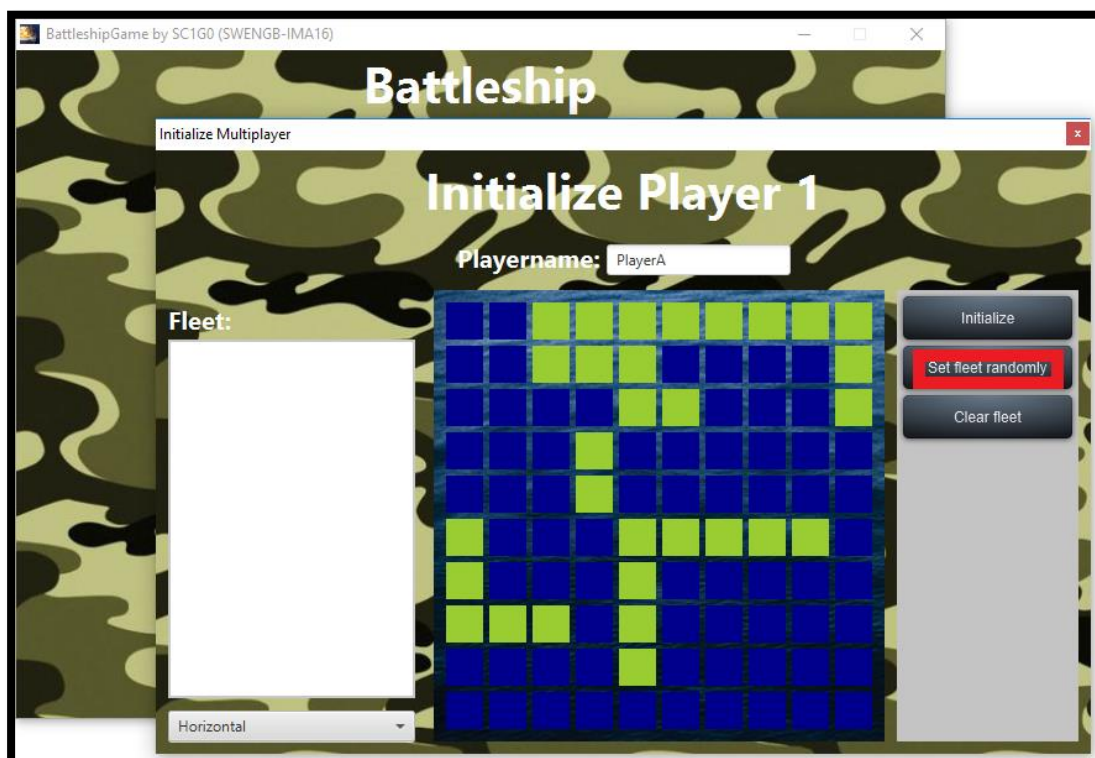 BattleshipGame by SC1G0 (SWENGB-IMA16)
Battleship
Initialize Multiplayer
x
Initialize Player 1
Playername: PlayerA
Fleet:
Initialize
Set fleet randomly
Clear fleet
Horizontal